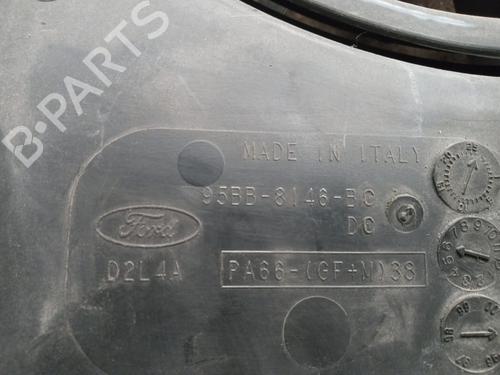 B-PARTS
MADE IN ITALY
95BB-8146-BC
DC
Ford
D2L4A
PA66-(GF+M)38